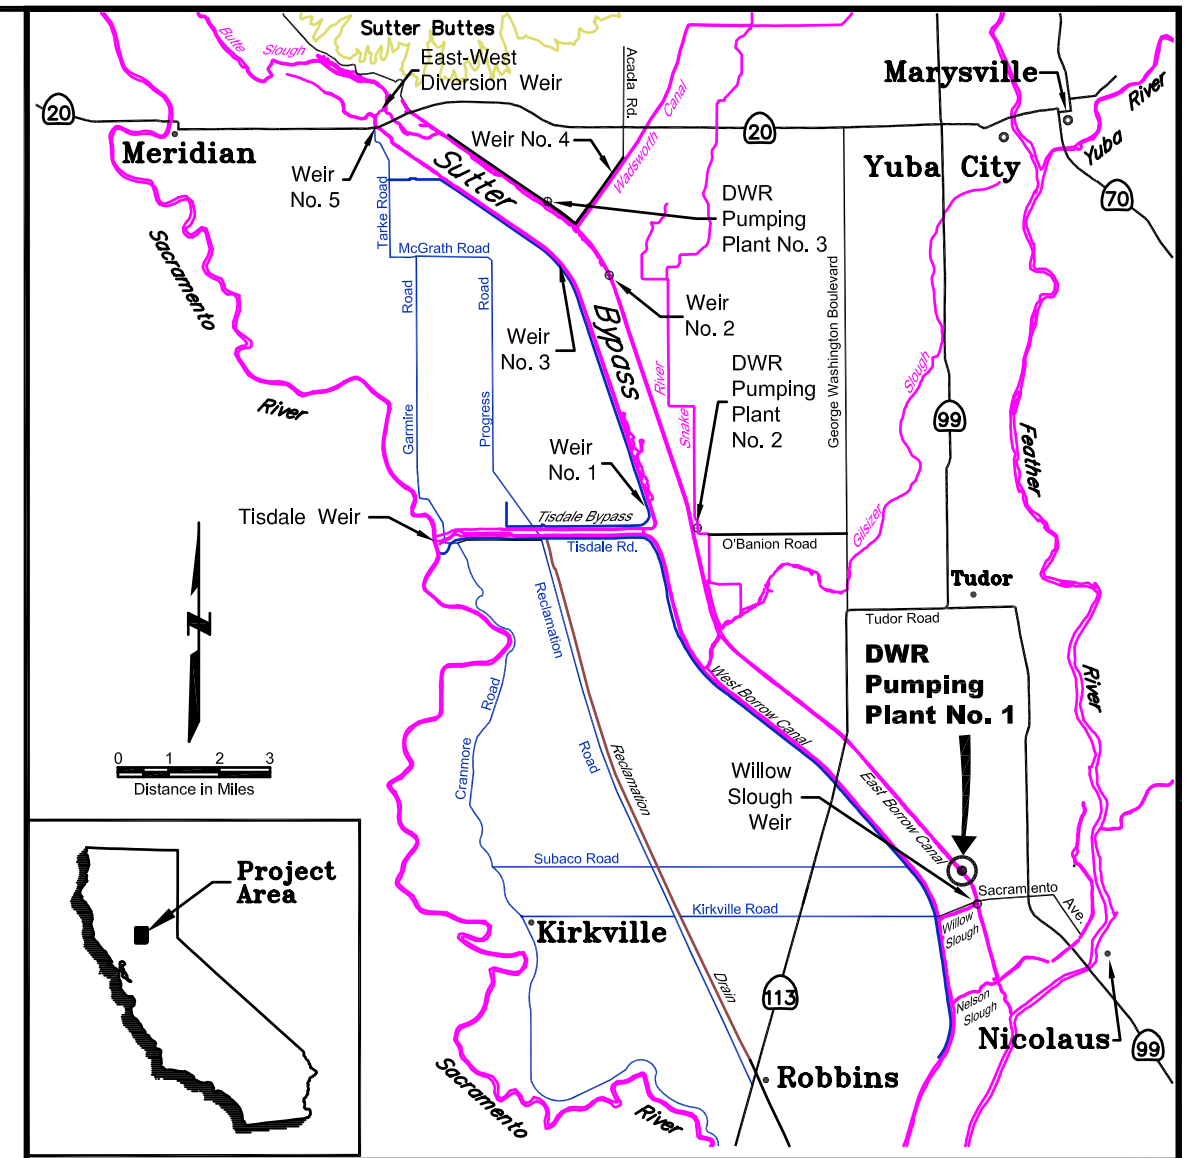 Sutter Buttes
Butte
Slough
East-West
Diversion Weir
Acacia Rd.
Marysville
River
20
Meridian
Weir No. 4
Wadsworth Canal
20
Yuba City
Yuba
70
Weir
No. 5
Sutter
DWR
Pumping
Plant No. 3
Tarke Road
McGrath Road
Sacramento
River
Road
Road
Weir
No. 3
Bypass
Weir
No. 2
George Washington Boulevard
DWR
Pumping
Plant
No. 2
River
Snake
Slough
99
Feather
Garmire
Progress
Weir
No. 1
Tisdale Weir
Tisdale Bypass
Tisdale Rd.
O'Banion Road
Gilsizer
Tudor
Tudor Road
N
Reclamation
Road
Road
Cranmore
Reclamation
Drain
West Borrow Canal
DWR
Pumping
Plant No. 1
River
0 1 2 3
Distance in Miles
Willow
Slough
Weir
East Borrow Canal
Subaco Road
Kirkville Road
Sacramento
Ave.
Kirkville
Willow
Slough
Project
Area
113
Nelson
Slough
Nicolaus
99
Robbins
Sacramento
River